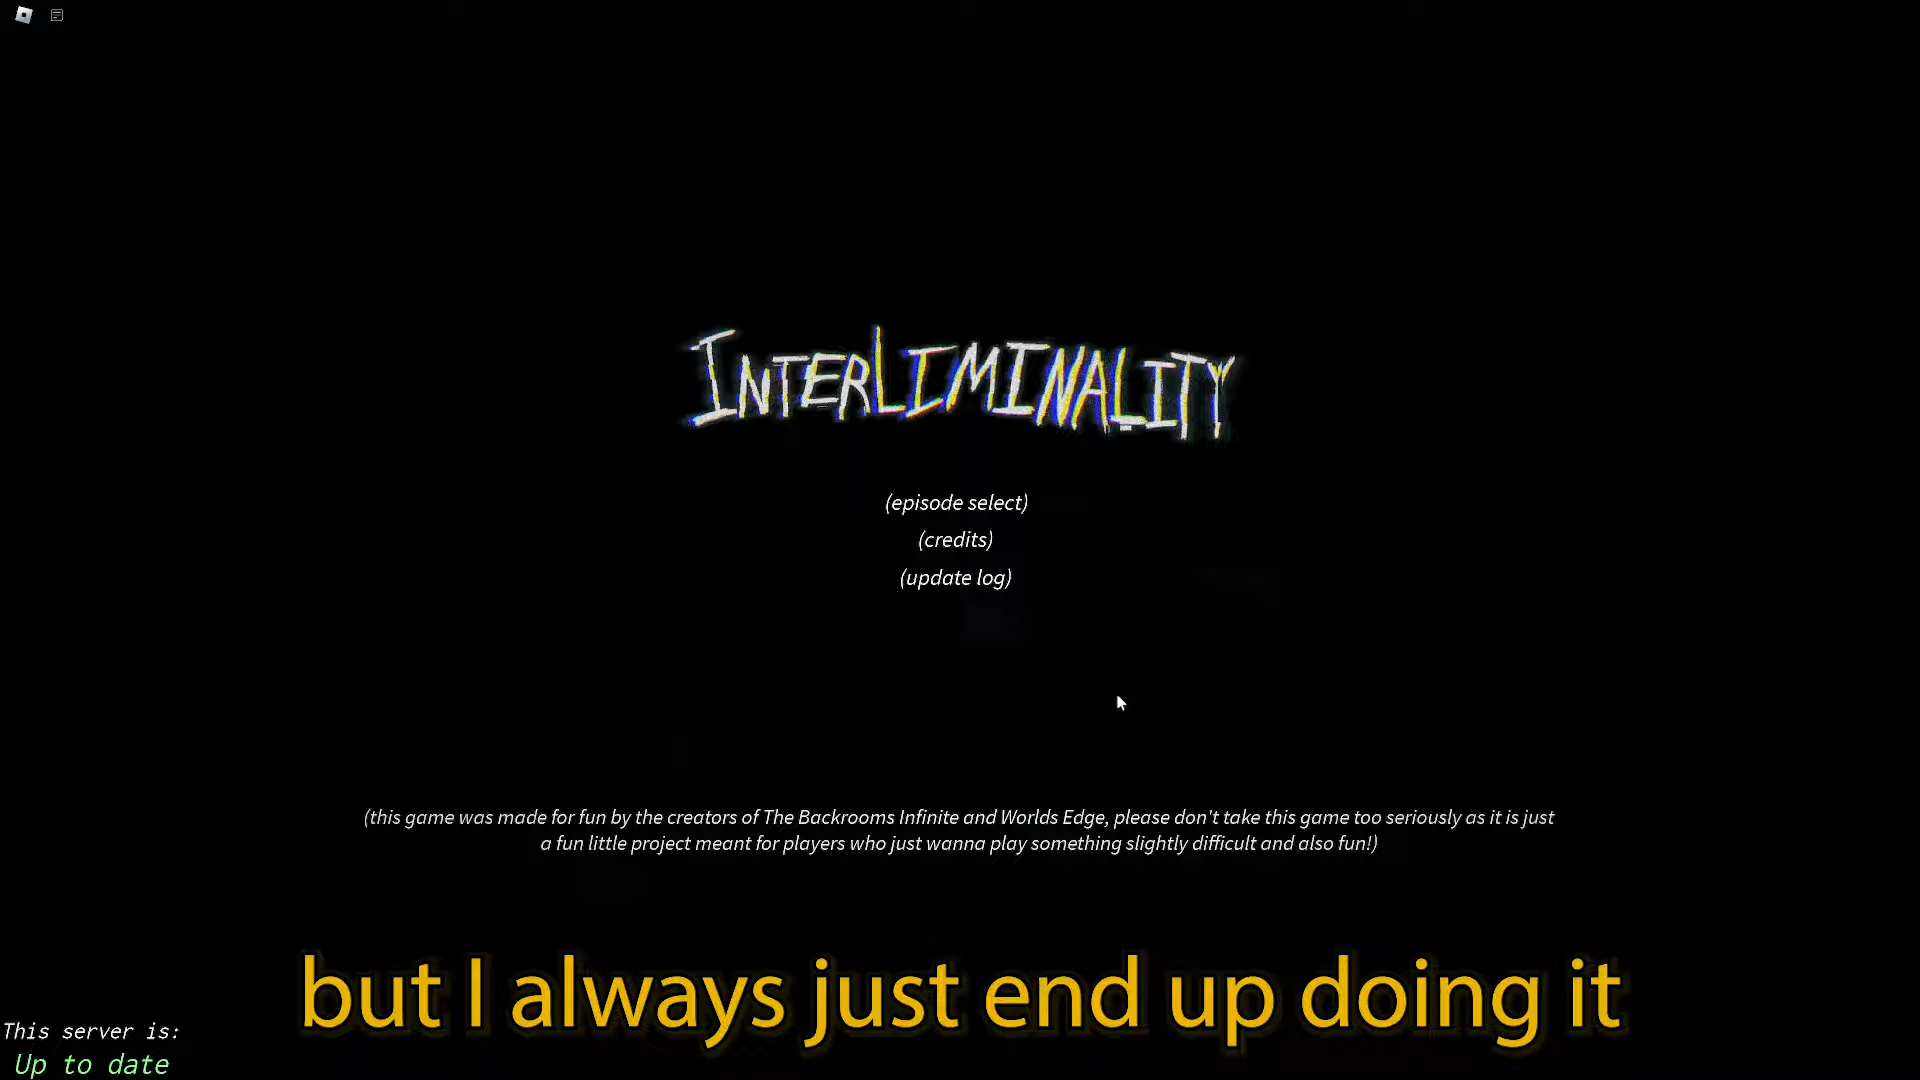 INTERLIMINALITY
(episode select)
(credits)
(update log)
(this game was made for fun by the creators of The Backrooms Infinite and Worlds Edge, please don't take this game too seriously as it is just
a fun little project meant for players who just wanna play something slightly difficult and also fun!)
but I always just end up doing it
This server is:
Up to date